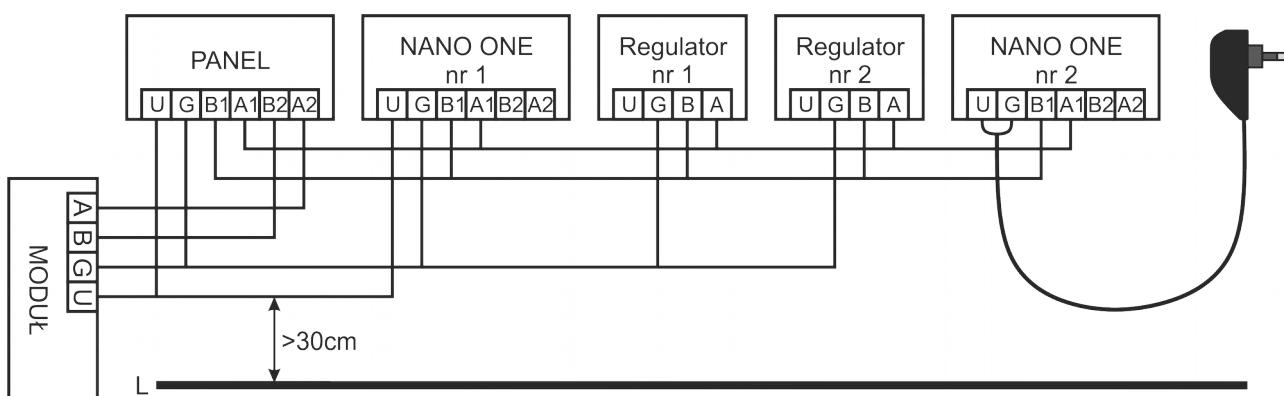 PANEL
U G B1 A1 B2 A2
NANO ONE
nr 1
U G B1 A1 B2 A2
Regulator
nr 1
U G B A
Regulator
nr 2
U G B A
NANO ONE
nr 2
U G B1 A1 B2 A2
MODUŁ
A
B
G
U
>30cm
L